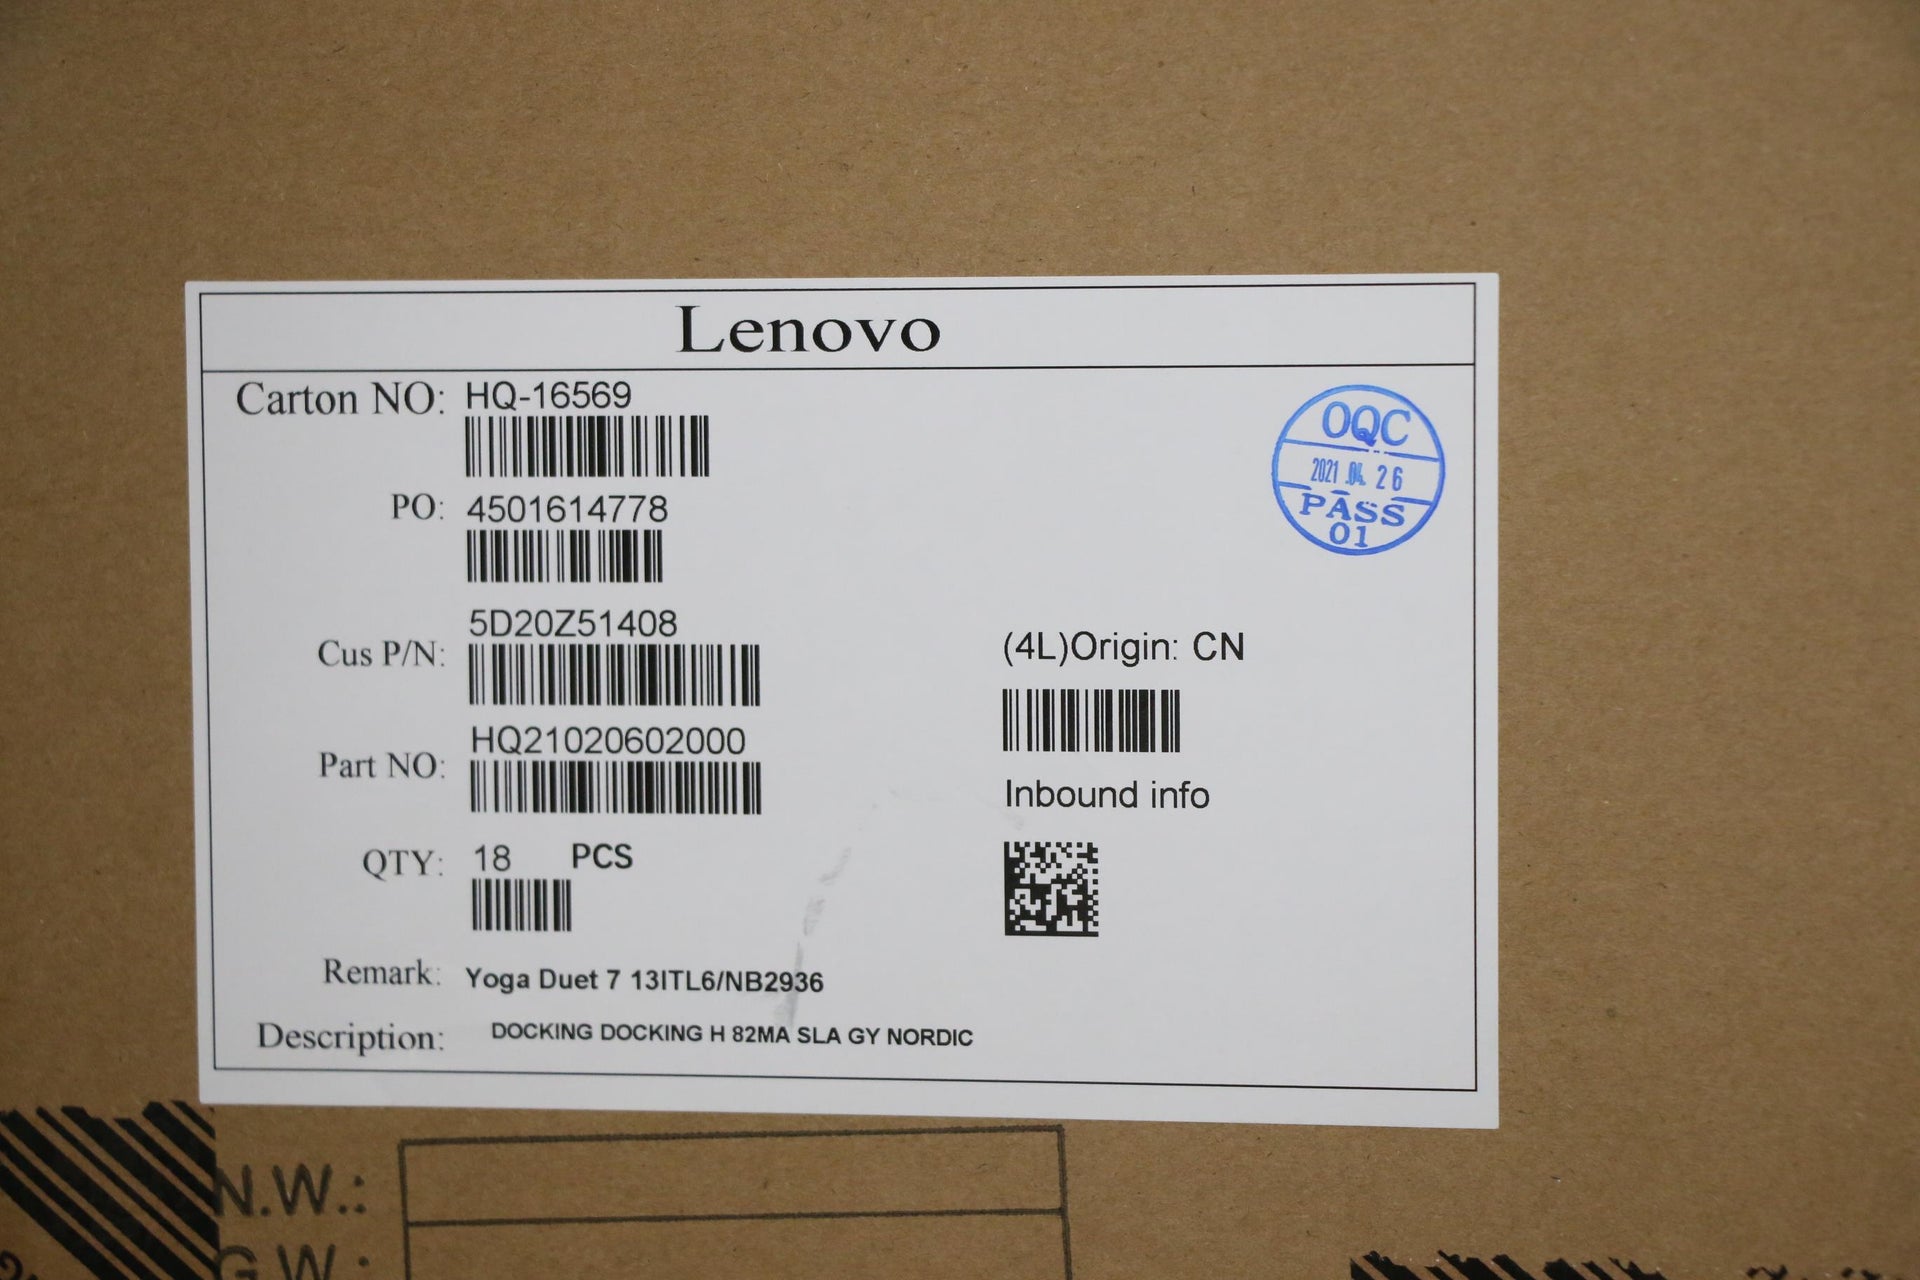 Lenovo
Carton NO: HQ-16569
OQC
2021 .04. 26
PASS
01
PO: 4501614778
Cus P/N: 5D20Z51408
(4L)Origin: CN
Part NO: HQ21020602000
Inbound info
QTY: 18 PCS
Remark: Yoga Duet 7 13ITL6/NB2936
Description: DOCKING DOCKING H 82MA SLA GY NORDIC
N.W.:
G.W.: